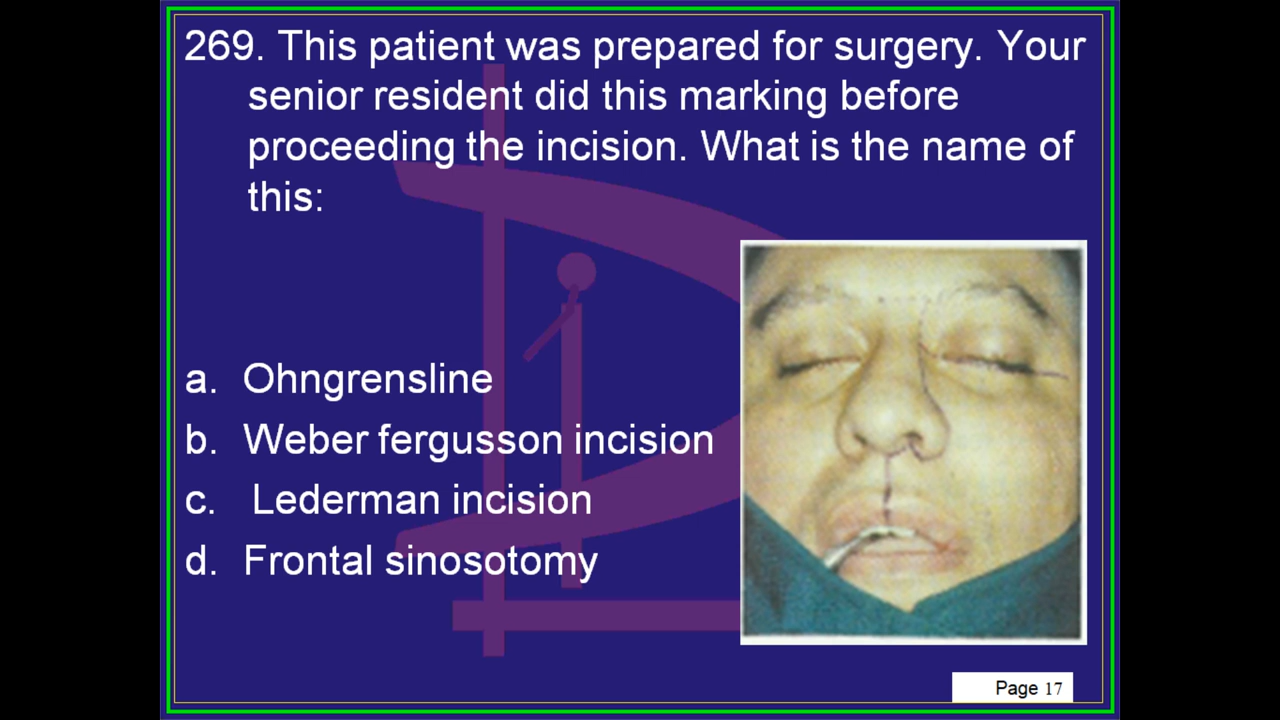 269. This patient was prepared for surgery. Your
senior resident did this marking before
proceeding the incision. What is the name of
this:
a. Ohngrensline
b. Weber fergusson incision
c. Lederman incision
d. Frontal sinosotomy
Page 17